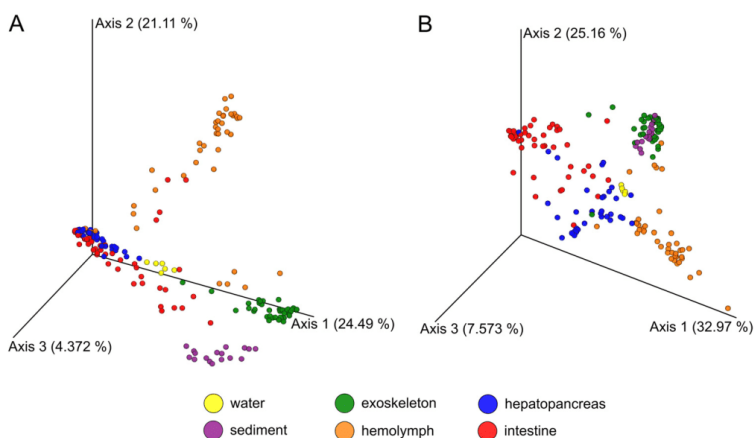 A
Axis 2 (21.11 %)
Axis 1 (24.49 %)
Axis 3 (4.372 %)
B
Axis 2 (25.16 %)
Axis 3 (7.573 %)
Axis 1 (32.97 %)
water
exoskeleton
hepatopancreas
sediment
hemolymph
intestine